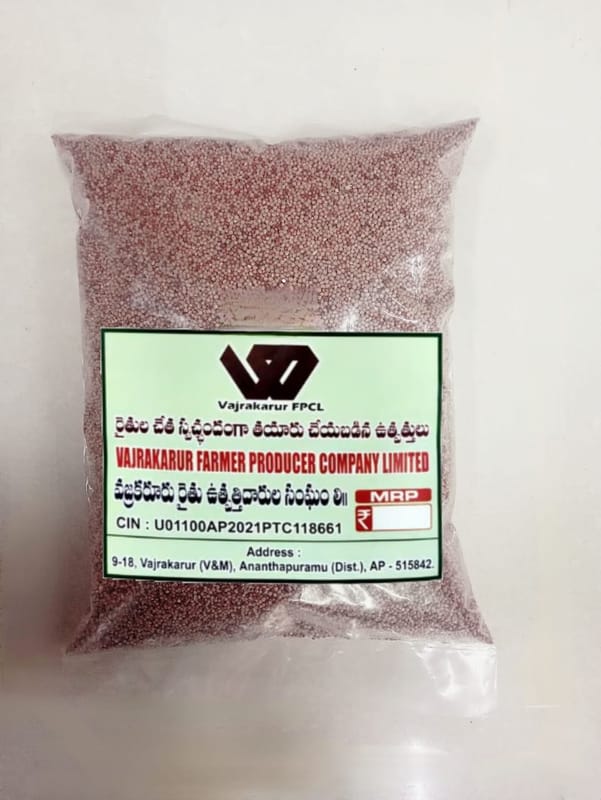 Vajrakarur FPCL
రైతుల చేత స్వచ్ఛందంగా తయారు చేయబడిన ఉత్పత్తులు
VAJRAKARUR FARMER PRODUCER COMPANY LIMITED
వజ్రకరూరు రైతు ఉత్పత్తిదారుల సంఘం లి॥
MRP
₹
CIN : U01100AP2021PTC118661
Address :
9-18, Vajrakarur (V&M), Ananthapuramu (Dist.), AP - 515842.